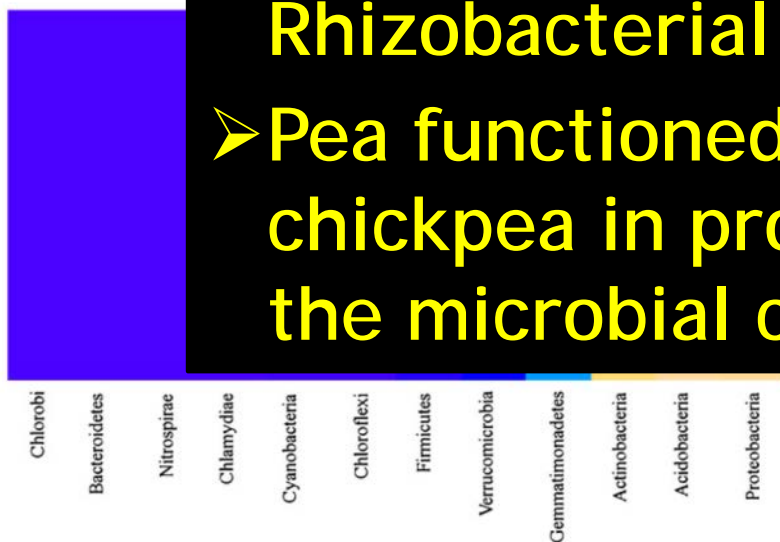 Rhizobacterial
➢Pea functioned
chickpea in pro
the microbial c
Chlorobi
Bacteroidetes
Nitrospirae
Chlamydiae
Cyanobacteria
Chloroflexi
Firmicutes
Verrucomicrobia
Gemmatimonadetes
Actinobacteria
Acidobacteria
Proteobacteria